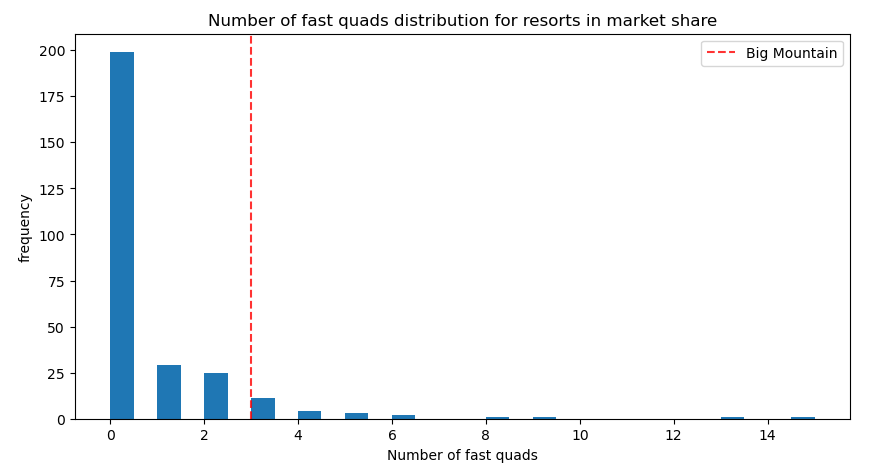 Number of fast quads distribution for resorts in market share
Big Mountain
200
175
150
125
100
75
50
25
0
frequency
0 2 4 6 8 10 12 14
Number of fast quads